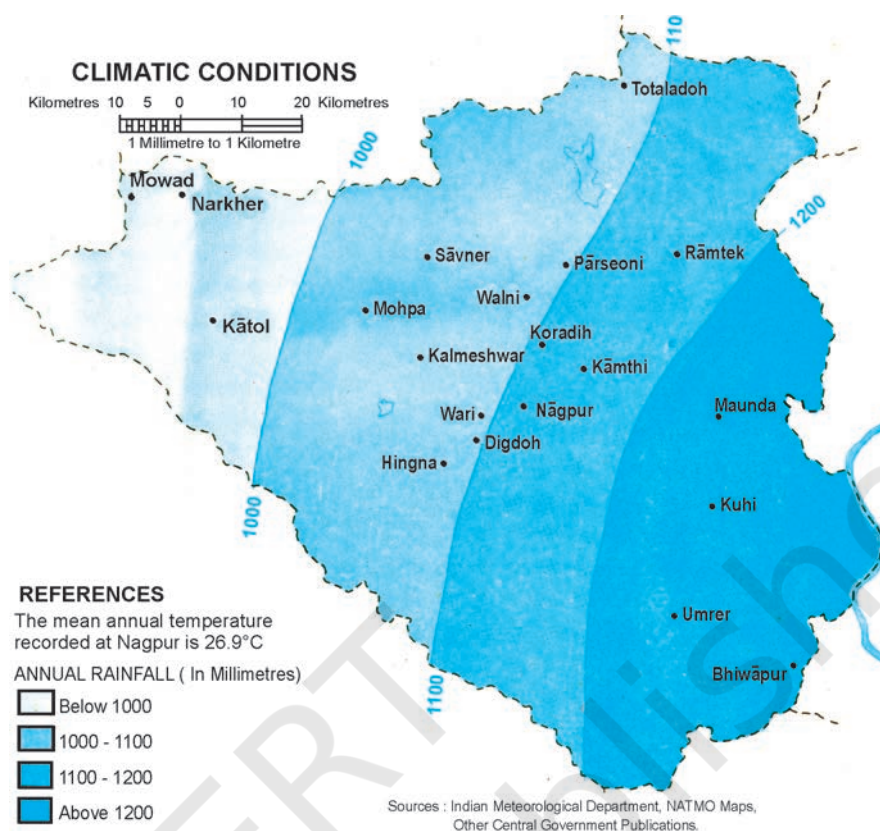 CLIMATIC CONDITIONS
Kilometres 10 5 0 10 20 Kilometres
1 Millimetre to 1 Kilometre
110
Totaladoh
1000
Mowad
Narkher
1200
Sāvner
Pārseoni
Rāmtek
Walni
Mohpa
Kātol
Koradih
Kalmeshwar
Kāmthi
Nāgpur
Maunda
Wari
Digdoh
Hingna
1000
Kuhi
REFERENCES
The mean annual temperature
recorded at Nagpur is 26.9°C
Umrer
ANNUAL RAINFALL ( In Millimetres)
Bhiwāpur
1100
Below 1000
1000 - 1100
1100 - 1200
Above 1200
Sources : Indian Meteorological Department, NATMO Maps,
Other Central Government Publications.